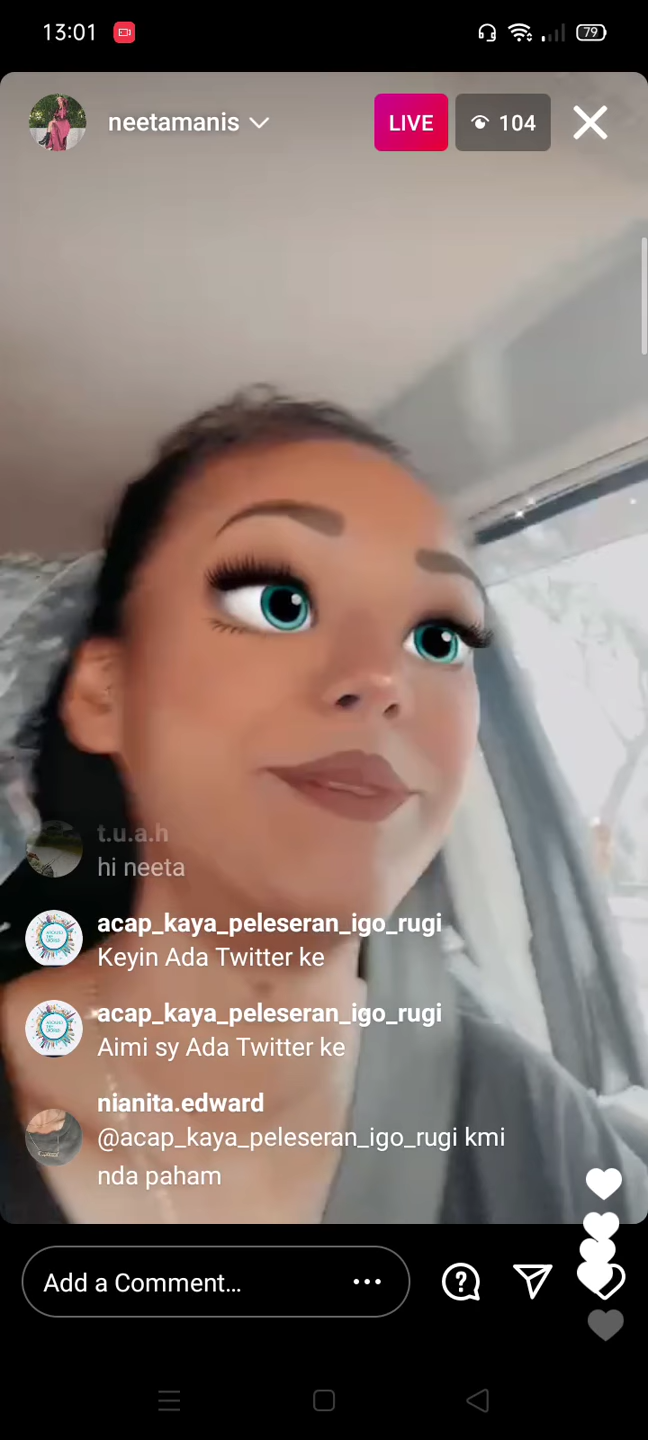 13:01
79
neetamanis
LIVE
104
t.u.a.h
hi neeta
acap_kaya_peleseran_igo_rugi
Keyin Ada Twitter ke
acap_kaya_peleseran_igo_rugi
Aimi sy Ada Twitter ke
nianita.edward
@acap_kaya_peleseran_igo_rugi kmi
nda paham
Add a Comment...